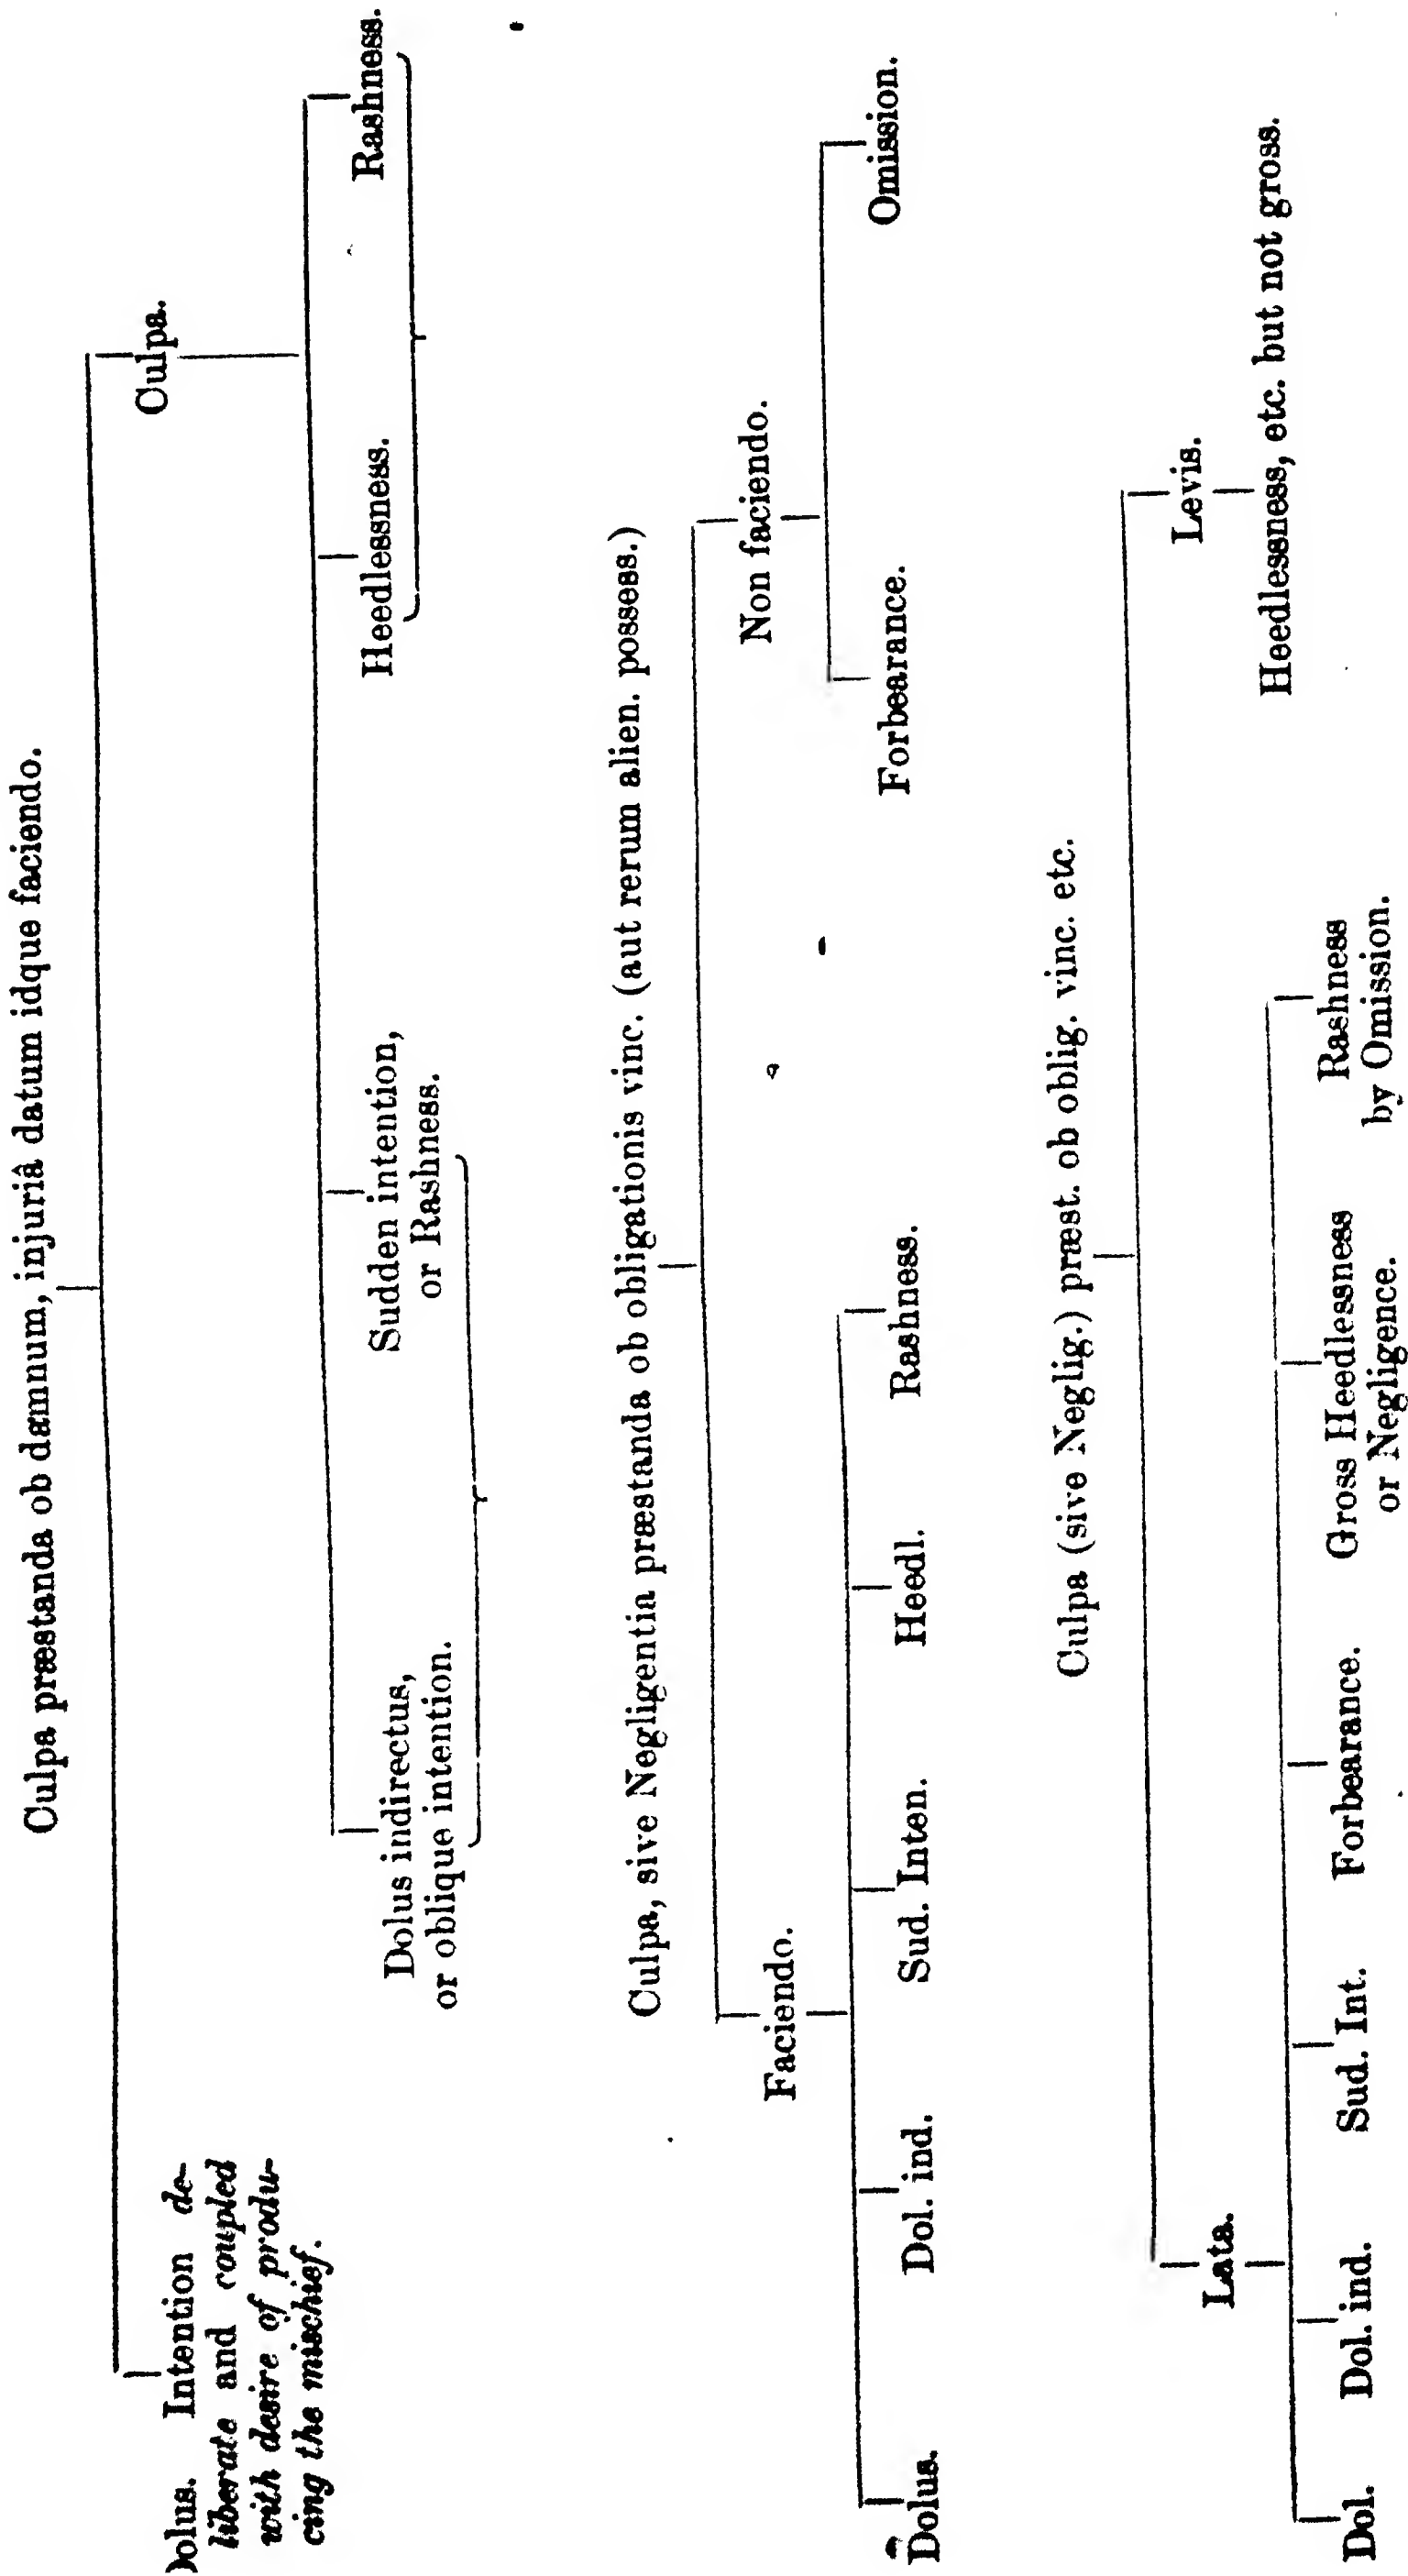 Culpa præstanda ob damnum, injuriâ datum idque faciendo.
Dolus. Intention de-
liberate and coupled
with desire of produ-
cing the mischief.
Culpa.
Dolus indirectus,
or oblique intention.
Sudden intention,
or Rashness.
Heedlessness.
Rashness.
Culpa, sive Negligentia præstanda ob obligationis vinc. (aut rerum alien. possess.)
Faciendo.
Non faciendo.
Dolus.
Dol. ind.
Sud. Inten.
Heedl.
Rashness.
Forbearance.
Omission.
Culpa (sive Neglig.) præst. ob oblig. vinc. etc.
Lata.
Levis.
Dol.
Dol. ind.
Sud. Int.
Forbearance.
Gross Heedlessness
or Negligence.
Rashness
by Omission.
Heedlessness, etc. but not gross.